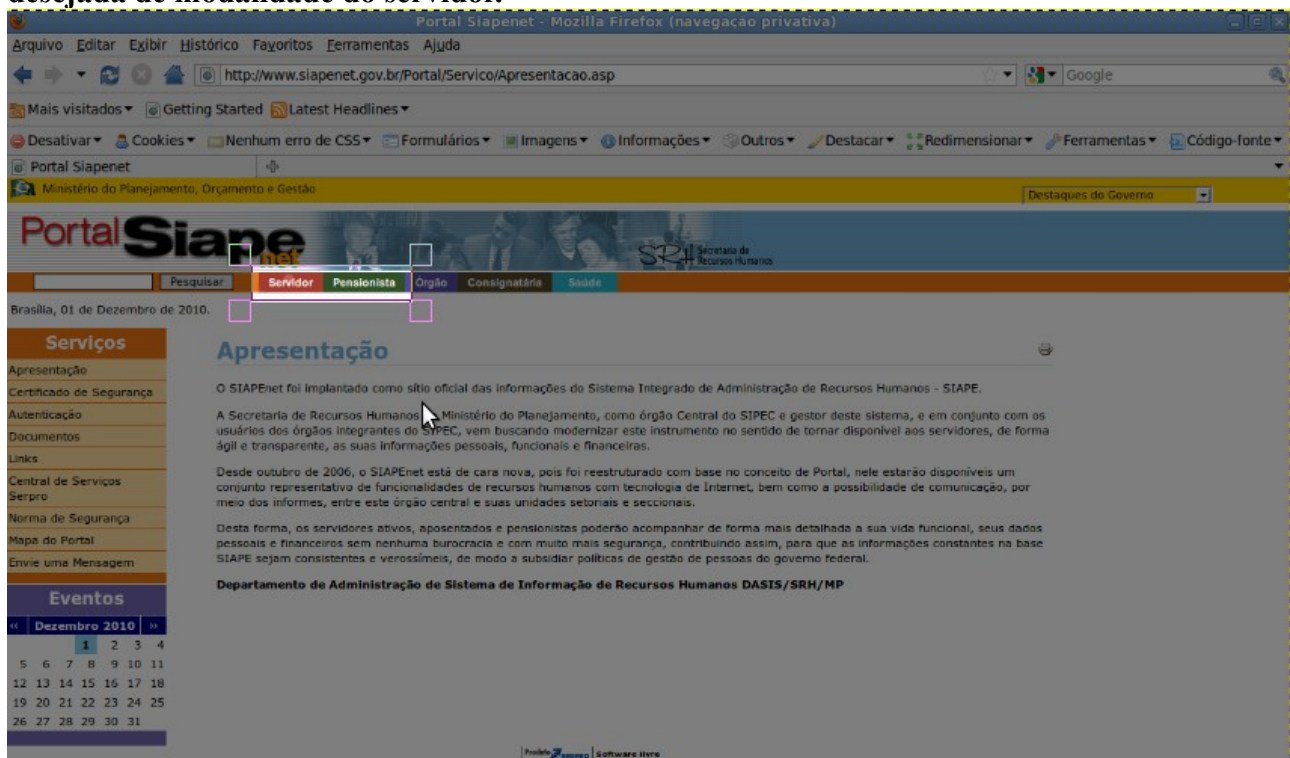 desejada de modalidade do servidor.
Portal Siapenet - Mozilla Firefox (navegação privativa)
Arquivo Editar Exibir Histórico Favoritos Ferramentas Ajuda
http://www.siapenet.gov.br/Portal/Servico/Apresentacao.asp
Google
Mais visitados Getting Started Latest Headlines
Desativar Cookies Nenhum erro de CSS Formulários Imagens Informações Outros Destacar Redimensionar Ferramentas Código-fonte
Portal Siapenet
Ministério do Planejamento, Orçamento e Gestão
Destaques do Governo
Portal Siape net
SRH Secretaria de
Recursos Humanos
Pesquisar Servidor Pensionista Órgão Consignatária Saúde
Brasília, 01 de Dezembro de 2010.
Serviços
Apresentação
Certificado de Segurança
Autenticação
Documentos
Links
Central de Serviços
Serpro
Norma de Segurança
Mapa do Portal
Envie uma Mensagem
Eventos
« Dezembro 2010 »
1 2 3 4
5 6 7 8 9 10 11
12 13 14 15 16 17 18
19 20 21 22 23 24 25
26 27 28 29 30 31
Apresentação
O SIAPEnet foi implantado como sítio oficial das informações do Sistema Integrado de Administração de Recursos Humanos - SIAPE.
A Secretaria de Recursos Humanos Ministério do Planejamento, como órgão Central do SIPEC e gestor deste sistema, e em conjunto com os
usuários dos órgãos integrantes do SIPEC, vem buscando modernizar este instrumento no sentido de tornar disponível aos servidores, de forma
ágil e transparente, as suas informações pessoais, funcionais e financeiras.
Desde outubro de 2006, o SIAPEnet está de cara nova, pois foi reestruturado com base no conceito de Portal, nele estarão disponíveis um
conjunto representativo de funcionalidades de recursos humanos com tecnologia de Internet, bem como a possibilidade de comunicação, por
meio dos informes, entre este órgão central e suas unidades setoriais e seccionais.
Desta forma, os servidores ativos, aposentados e pensionistas poderão acompanhar de forma mais detalhada a sua vida funcional, seus dados
pessoais e financeiros sem nenhuma burocracia e com muito mais segurança, contribuindo assim, para que as informações constantes na base
SIAPE sejam consistentes e verossímeis, de modo a subsidiar políticas de gestão de pessoas do governo federal.
Departamento de Administração de Sistema de Informação de Recursos Humanos DASIS/SRH/MP
Produto Software livre